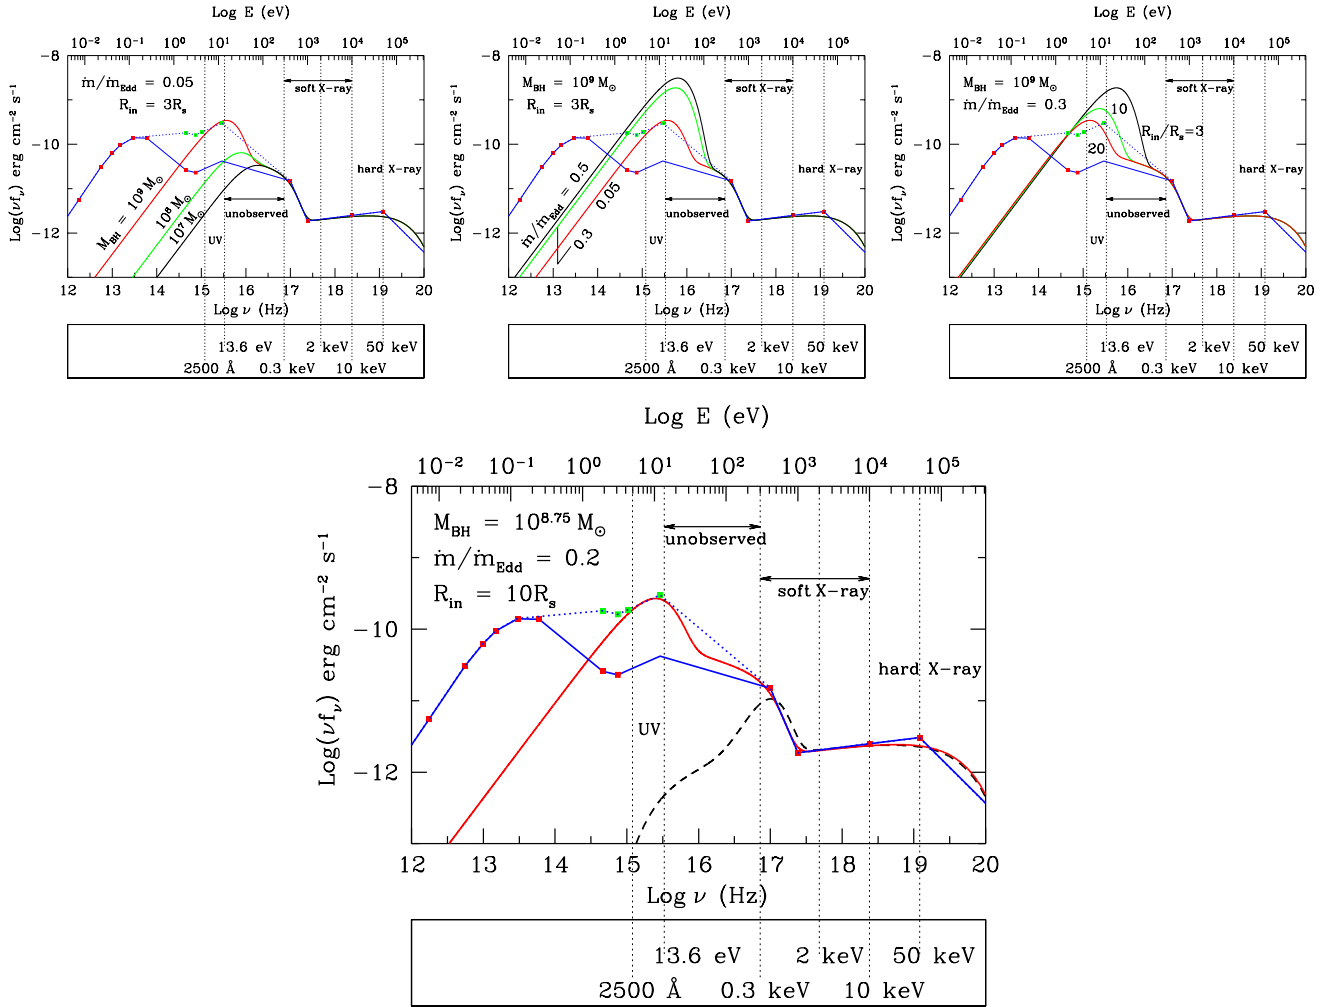 Log E (eV)
10⁻² 10⁻¹ 10⁰ 10¹ 10² 10³ 10⁴ 10⁵
−8
−10
−12
Log(νfᵥ) erg cm⁻² s⁻¹
ṁ/ṁEdd = 0.05
Rin = 3Rs
soft X−ray
hard X−ray
MBH = 10⁹ M⊙
10⁸ M⊙
10⁷ M⊙
unobserved
UV
12 13 14 15 16 17 18 19 20
Log ν (Hz)
13.6 eV 2 keV 50 keV
2500 Å 0.3 keV 10 keV
Log E (eV)
10⁻² 10⁻¹ 10⁰ 10¹ 10² 10³ 10⁴ 10⁵
−8
−10
−12
Log(νfᵥ) erg cm⁻² s⁻¹
MBH = 10⁹ M⊙
Rin = 3Rs
soft X−ray
hard X−ray
ṁ/ṁEdd = 0.5
0.05
0.3
unobserved
UV
12 13 14 15 16 17 18 19 20
Log ν (Hz)
13.6 eV 2 keV 50 keV
2500 Å 0.3 keV 10 keV
Log E (eV)
10⁻² 10⁻¹ 10⁰ 10¹ 10² 10³ 10⁴ 10⁵
−8
−10
−12
Log(νfᵥ) erg cm⁻² s⁻¹
MBH = 10⁹ M⊙
ṁ/ṁEdd = 0.3
soft X−ray
10
Rin/Rs=3
20
hard X−ray
unobserved
UV
12 13 14 15 16 17 18 19 20
Log ν (Hz)
13.6 eV 2 keV 50 keV
2500 Å 0.3 keV 10 keV
Log E (eV)
10⁻² 10⁻¹ 10⁰ 10¹ 10² 10³ 10⁴ 10⁵
−8
−10
−12
Log(νfᵥ) erg cm⁻² s⁻¹
MBH = 10⁸·⁷⁵ M⊙
ṁ/ṁEdd = 0.2
Rin = 10Rs
unobserved
soft X−ray
hard X−ray
UV
12 13 14 15 16 17 18 19 20
Log ν (Hz)
13.6 eV 2 keV 50 keV
2500 Å 0.3 keV 10 keV